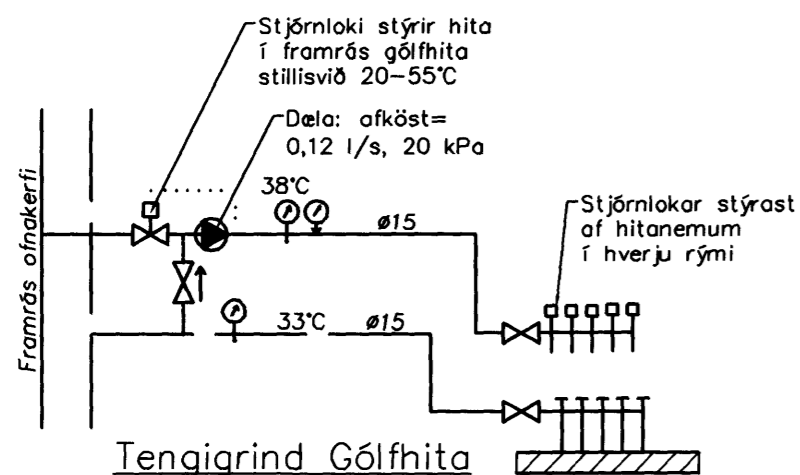 Stjórnloki stýrir hita
í framrás gólfhita
stillisvið 20-55°C
Dæla: afköst=
0,12 l/s, 20 kPa
38°C
ø15
Stjórnlokar stýrast
af hitanemum
í hverju rými
33°C
ø15
Framrás ofnakerfi
Tengigrind Gólfhita